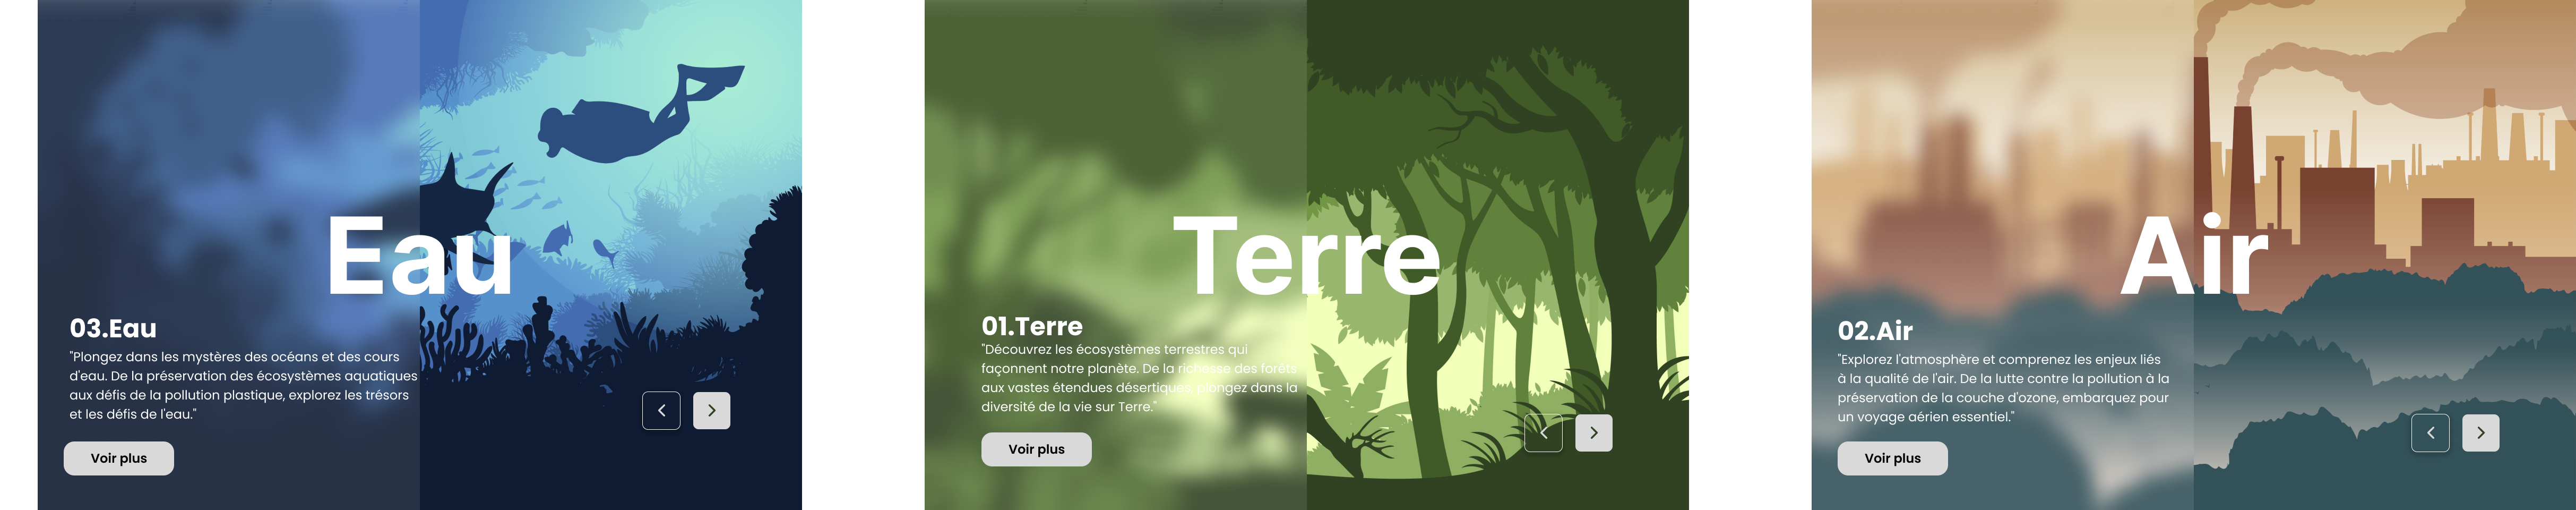 Eau
03.Eau
"Plongez dans les mystères des océans et des cours
d'eau. De la préservation des écosystèmes aquatiques
aux défis de la pollution plastique, explorez les trésors
et les défis de l'eau."
Voir plus
Terre
01.Terre
"Découvrez les écosystèmes terrestres qui
façonnent notre planète. De la richesse des forêts
aux vastes étendues désertiques, plongez dans la
diversité de la vie sur Terre."
Voir plus
Air
02.Air
"Explorez l'atmosphère et comprenez les enjeux liés
à la qualité de l'air. De la lutte contre la pollution à la
préservation de la couche d'ozone, embarquez pour
un voyage aérien essentiel."
Voir plus